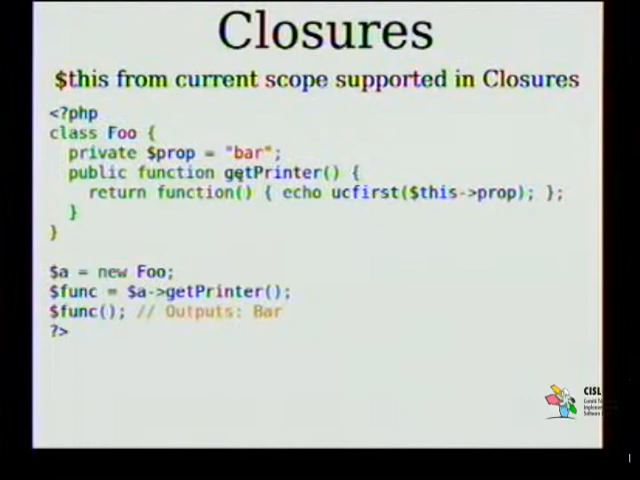 Closures
$this from current scope supported in Closures
<?php
class Foo {
private $prop = "bar";
public function getPrinter() {
return function() { echo ucfirst($this->prop); };
}
}
$a = new Foo;
$func = $a->getPrinter();
$func(); // Outputs: Bar
?>
CISL